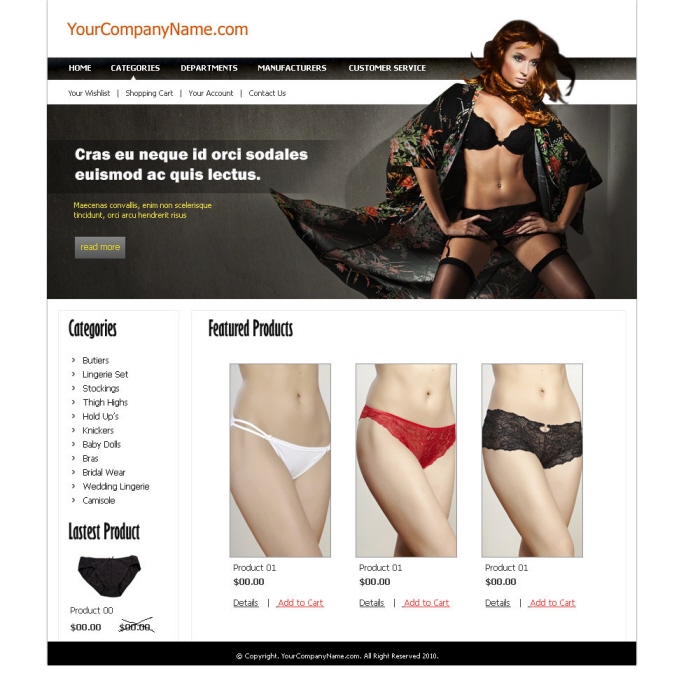 YourCompanyName.com
HOME CATEGORIES DEPARTMENTS MANUFACTURERS CUSTOMER SERVICE
Your Wishlist | Shopping Cart | Your Account | Contact Us
Cras eu neque id orci sodales
euismod ac quis lectus.
Maecenas convallis, enim non scelerisque
tincidunt, orci arcu hendrerit risus
read more
Categories
› Butiers
› Lingerie Set
› Stockings
› Thigh Highs
› Hold Up's
› Knickers
› Baby Dolls
› Bras
› Bridal Wear
› Wedding Lingerie
› Camisole
Lastest Product
Product 00
$00.00 $00.00
Featured Products
Product 01
$00.00
Details | Add to Cart
Product 01
$00.00
Details | Add to Cart
Product 01
$00.00
Details | Add to Cart
© Copyright. YourCompanyName.com. All Right Reserved 2010.